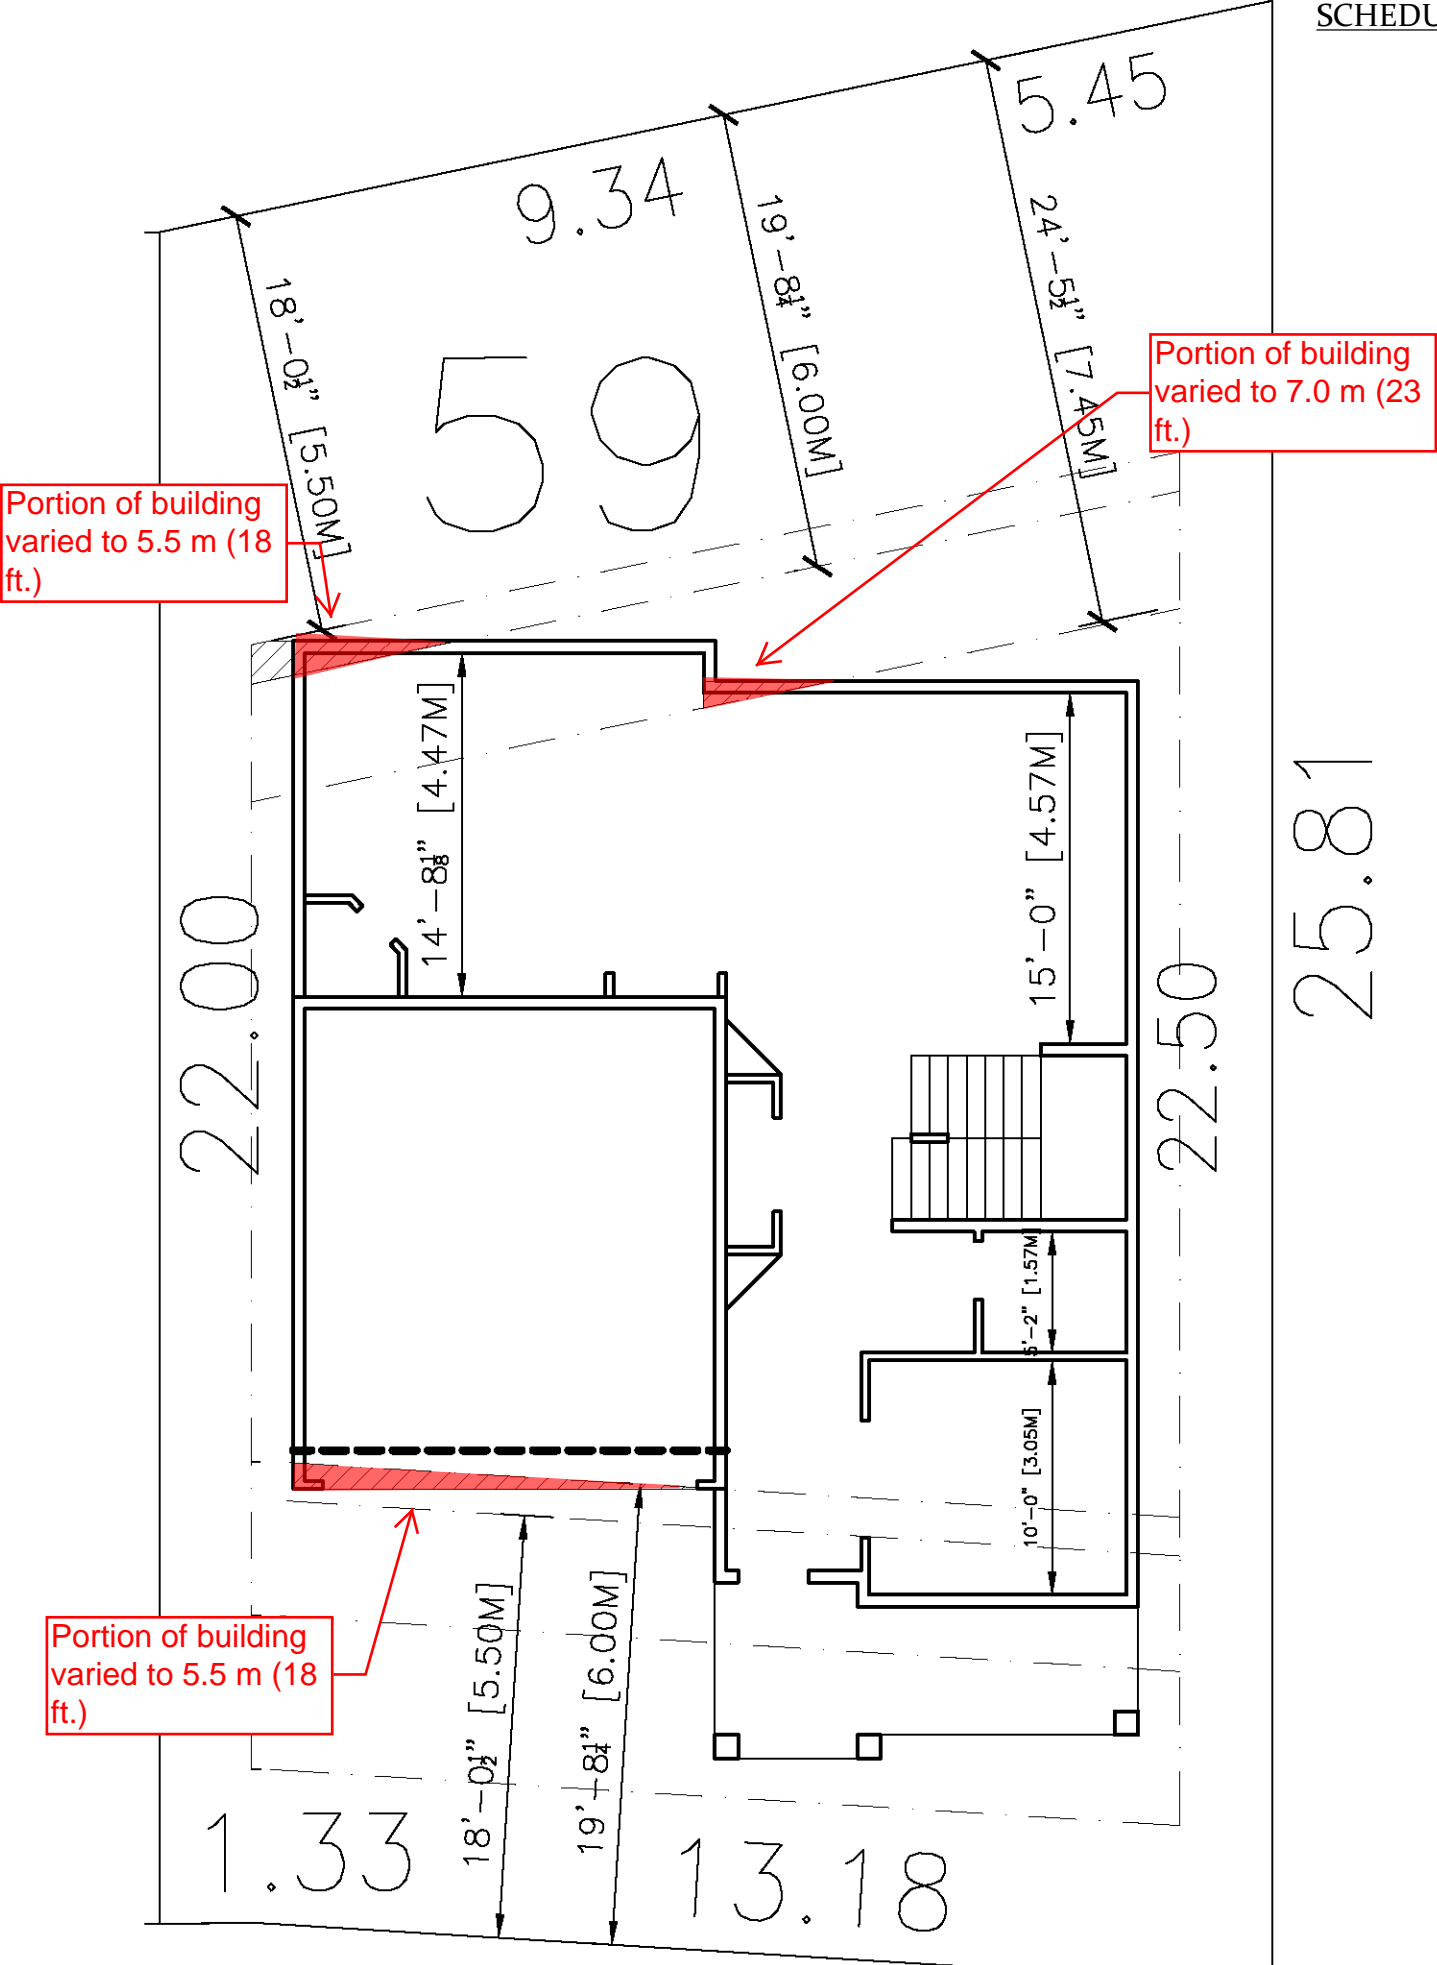 SCHEDU
5.45
9.34
18'-0½" [5.50M]
19'-8¼" [6.00M]
24'-5½" [7.45M]
59
Portion of building
varied to 7.0 m (23
ft.)
Portion of building
varied to 5.5 m (18
ft.)
14'-8⅛" [4.47M]
15'-0" [4.57M]
25.81
22.00
22.50
5'-2" [1.57M]
10'-0" [3.05M]
Portion of building
varied to 5.5 m (18
ft.)
18'-0½" [5.50M]
19'-8¼" [6.00M]
1.33
13.18